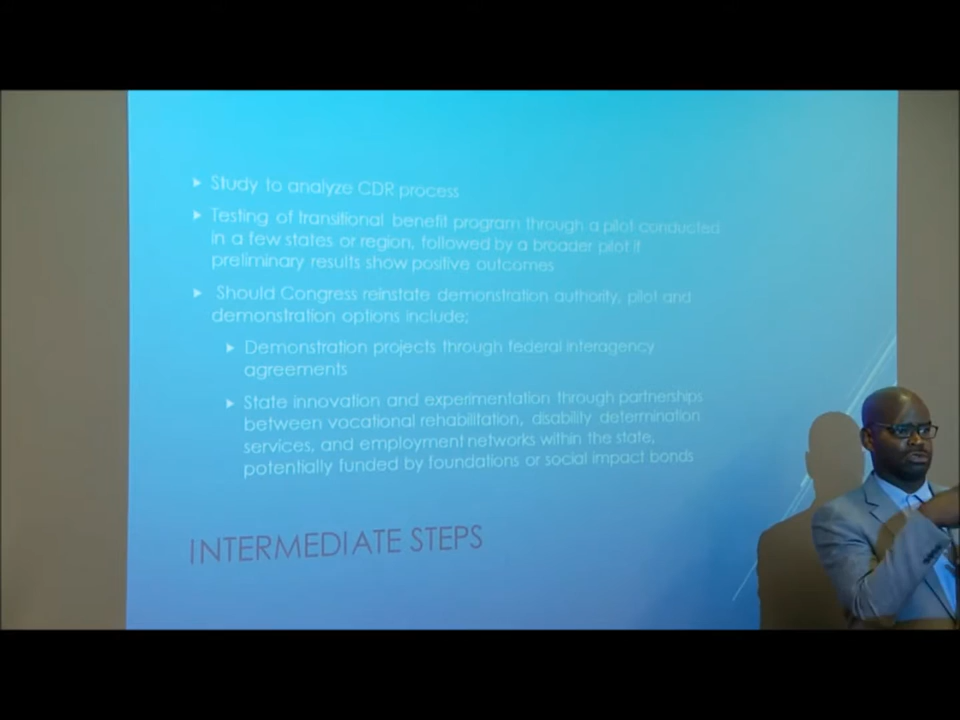 Study to analyze CDR process
Testing of transitional benefit program through a pilot conducted
in a few states or region, followed by a broader pilot if
preliminary results show positive outcomes
Should Congress reinstate demonstration authority, pilot and
demonstration options include;
Demonstration projects through federal interagency
agreements
State innovation and experimentation through partnerships
between vocational rehabilitation, disability determination
services, and employment networks within the state,
potentially funded by foundations or social impact bonds
INTERMEDIATE STEPS